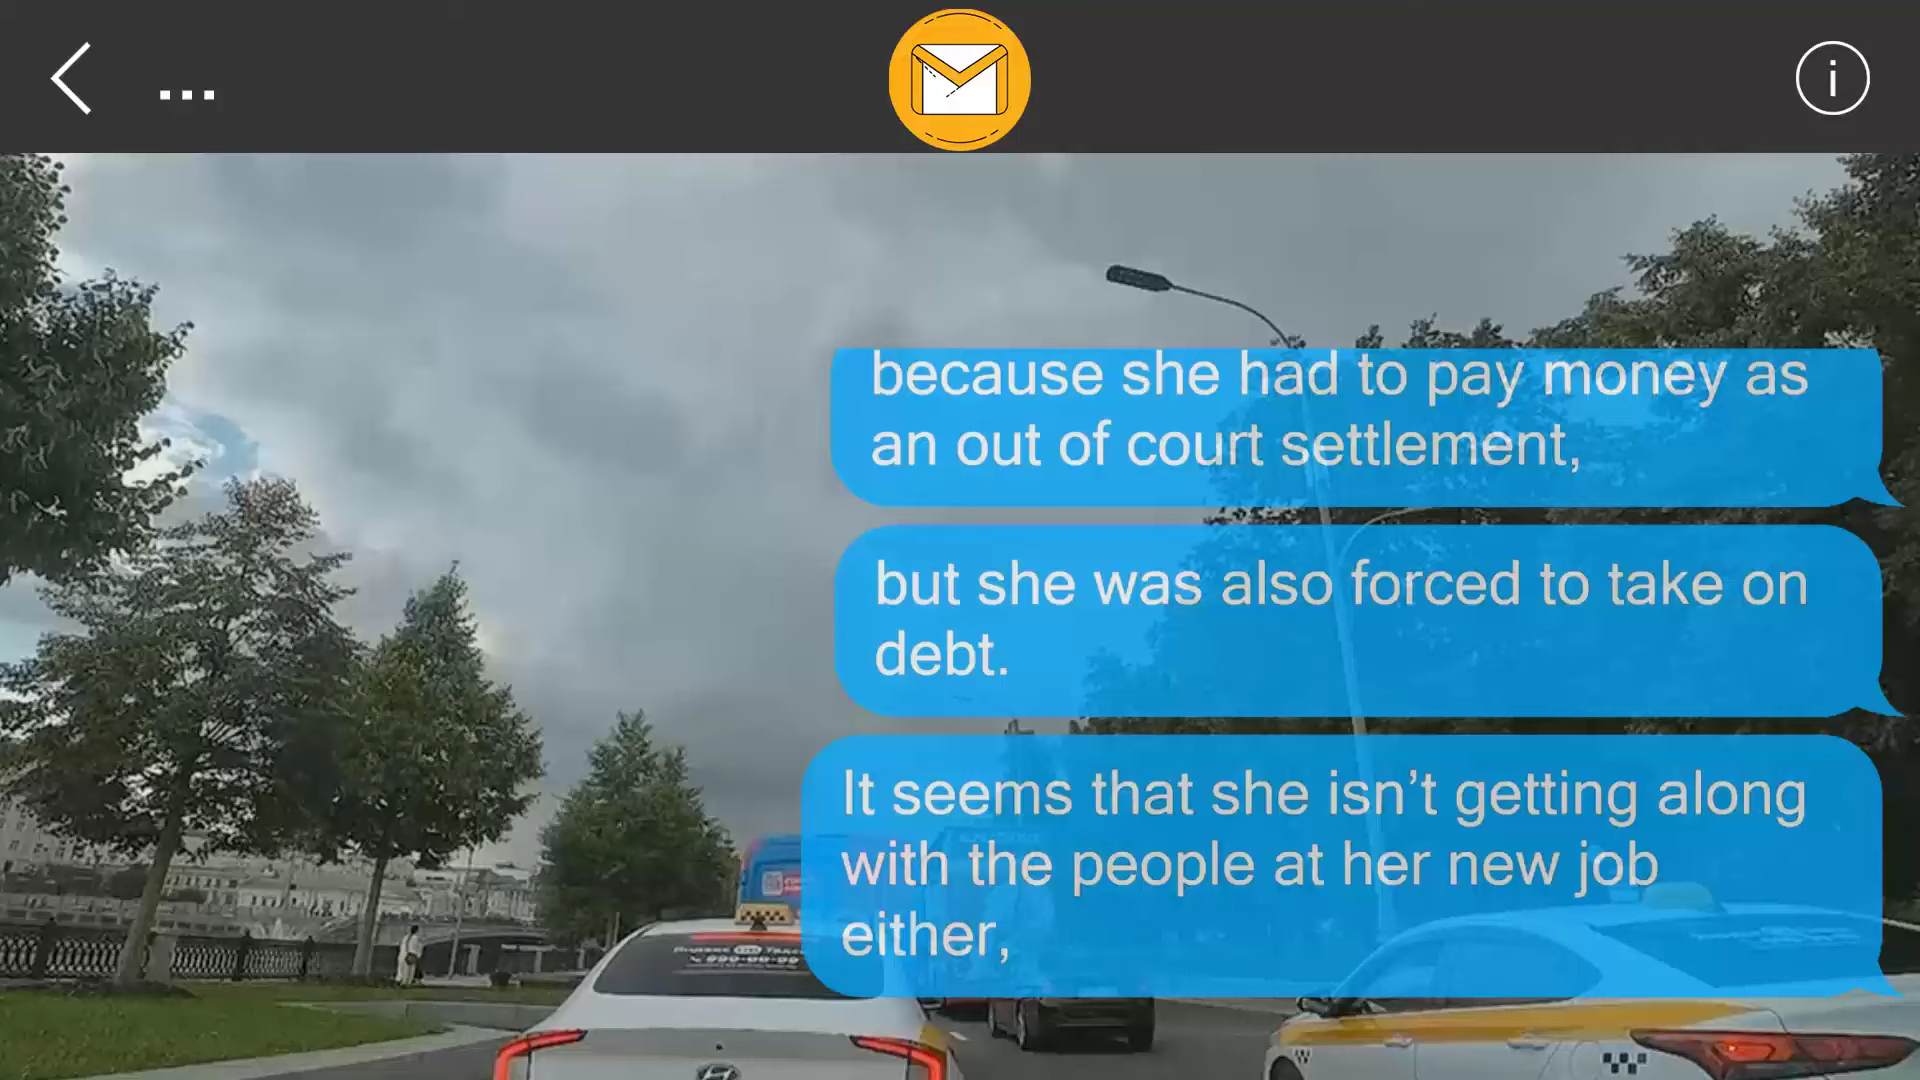 ...
because she had to pay money as
an out of court settlement,
but she was also forced to take on
debt.
It seems that she isn't getting along
with the people at her new job
either,